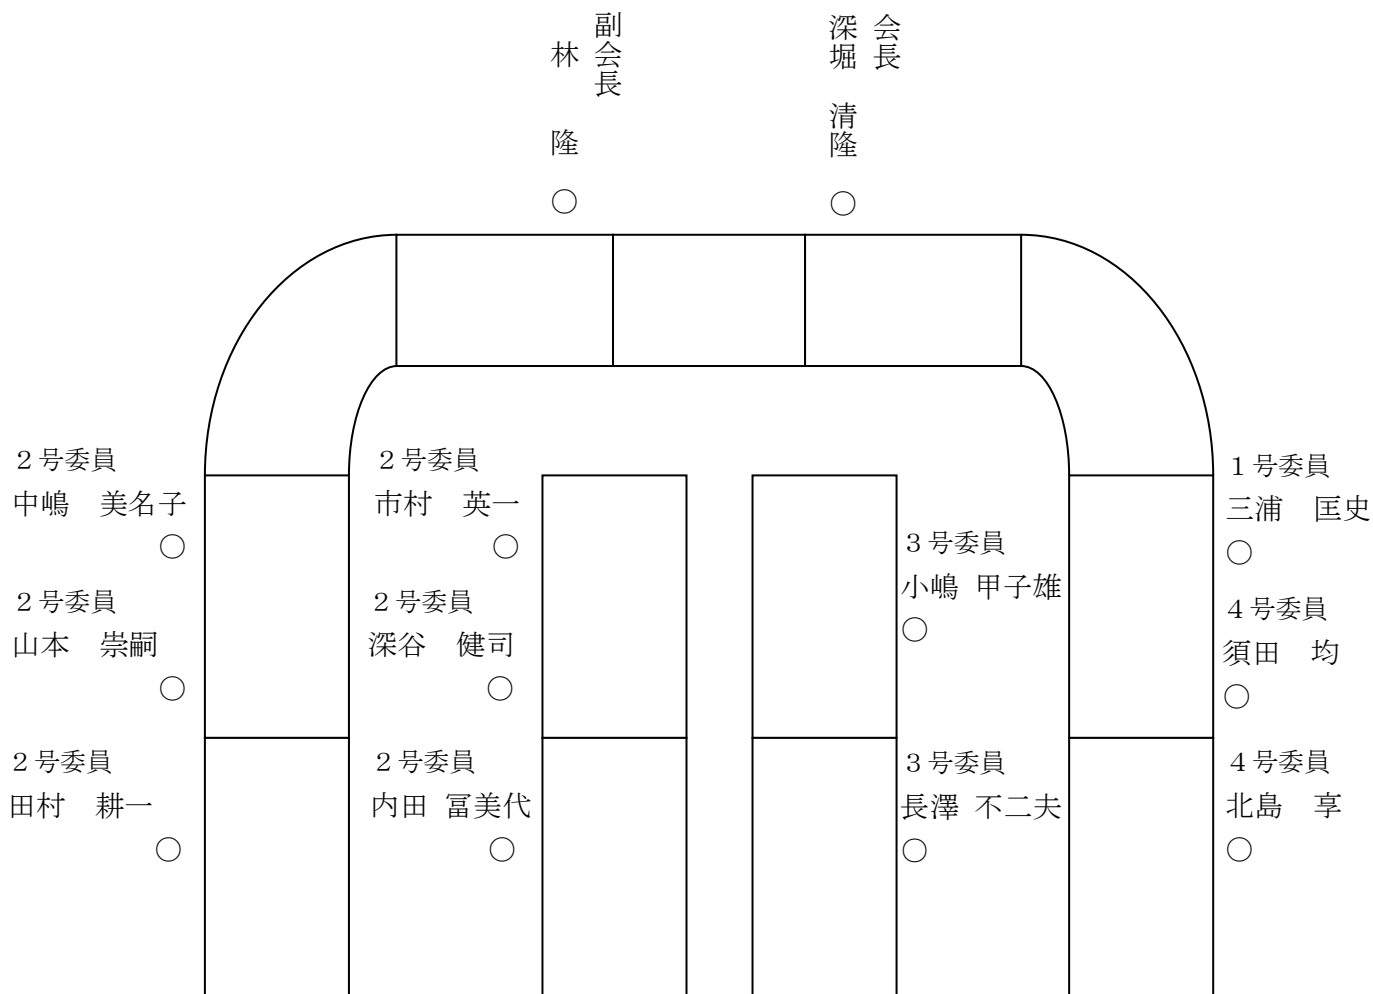 会長
深堀　清隆
○
副会長
林　隆
○
２号委員
中嶋　美名子
○
２号委員
山本　崇嗣
○
２号委員
田村　耕一
○
２号委員
市村　英一
○
２号委員
深谷　健司
○
２号委員
内田 冨美代
○
３号委員
小嶋 甲子雄
○
３号委員
長澤 不二夫
○
１号委員
三浦　匡史
○
４号委員
須田　均
○
４号委員
北島　享
○